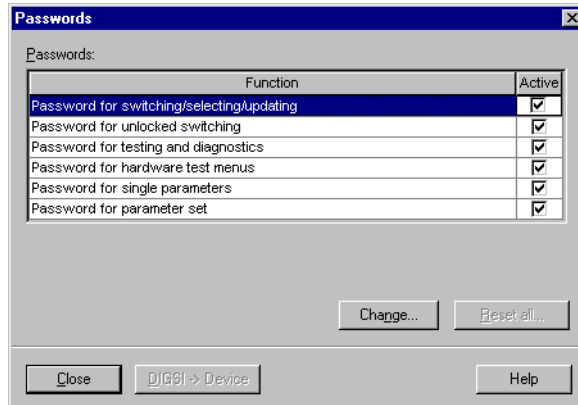 Passwords
Passwords:
Function Active
Password for switching/selecting/updating
Password for unlocked switching
Password for testing and diagnostics
Password for hardware test menus
Password for single parameters
Password for parameter set
Change... Reset all...
Close DIGSI -> Device Help